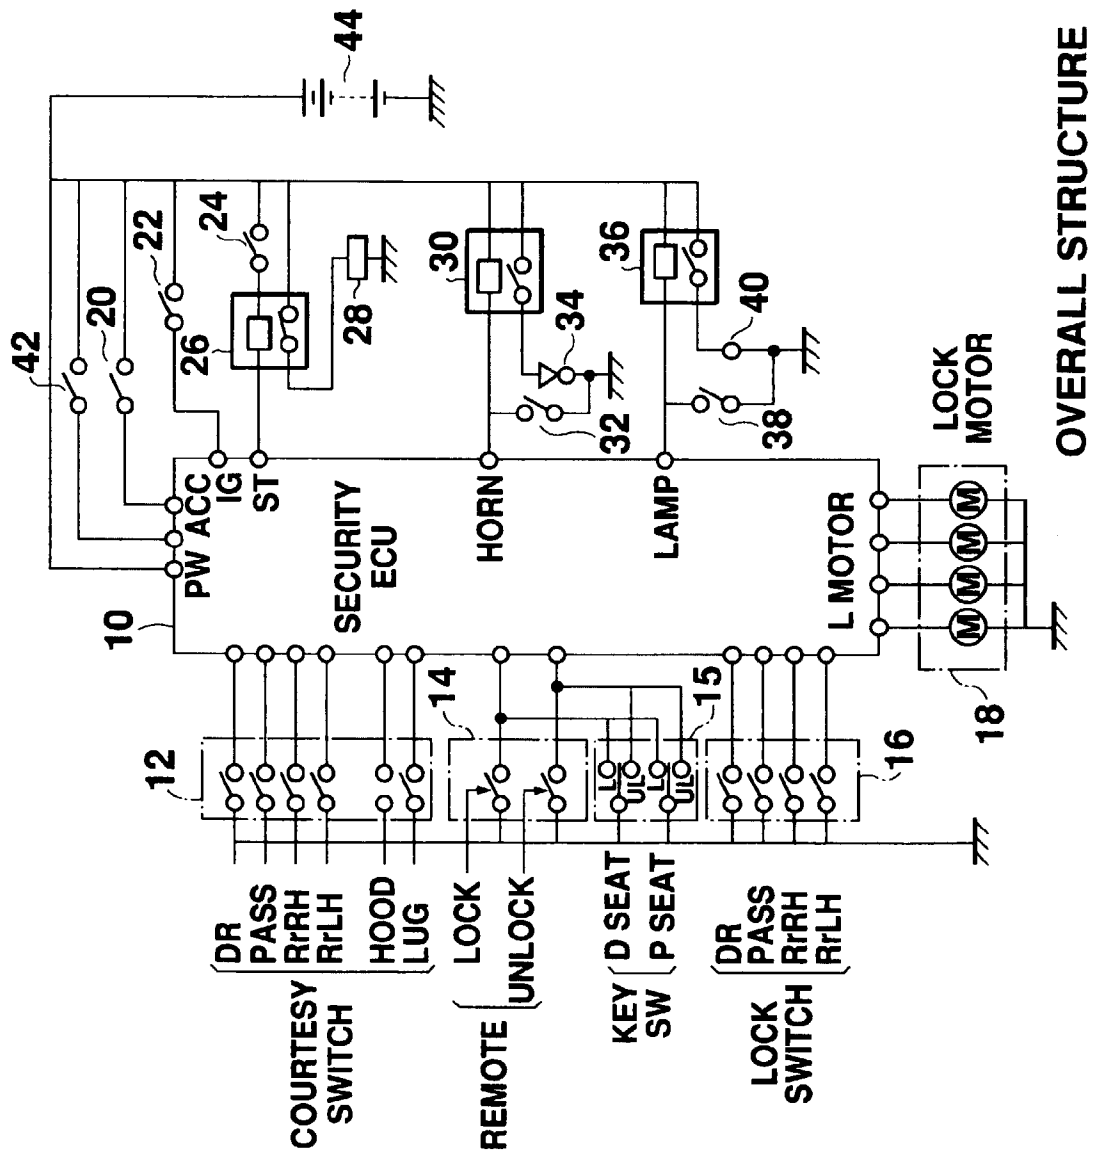 OVERALL STRUCTURE
44
42
20
22
24
26
28
30
34
32
36
40
38
10
PW
ACC
IG
ST
HORN
LAMP
SECURITY
ECU
L MOTOR
LOCK
MOTOR
M
M
M
M
18
12
14
15
16
L
UL
L
UL
DR
PASS
RrRH
RrLH
HOOD
LUG
COURTESY
SWITCH
LOCK
UNLOCK
REMOTE
D SEAT
P SEAT
KEY
SW
DR
PASS
RrRH
RrLH
LOCK
SWITCH